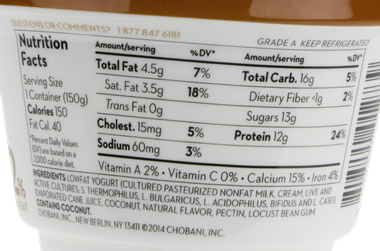 QUESTIONS OR COMMENTS? 1 877 847 6181
GRADE A KEEP REFRIGERATED
Nutrition
Facts
Serving Size
1 Container (150g)
Calories 150
Fat Cal. 40
*Percent Daily Values
(DV) are based on a
2,000 calorie diet.
Amount/serving %DV*
Total Fat 4.5g 7%
Sat. Fat 3.5g 18%
Trans Fat 0g
Cholest. 15mg 5%
Sodium 60mg 3%
Amount/serving %DV*
Total Carb. 16g 5%
Dietary Fiber <1g 2%
Sugars 13g
Protein 12g 24%
Vitamin A 2% • Vitamin C 0% • Calcium 15% • Iron 4%
INGREDIENTS LOWFAT YOGURT (CULTURED PASTEURIZED NONFAT MILK, CREAM, LIVE AND
ACTIVE CULTURES: S. THERMOPHILUS, L. BULGARICUS, L. ACIDOPHILUS, BIFIDUS AND L. CASEI),
EVAPORATED CANE JUICE, COCONUT, NATURAL FLAVOR, PECTIN, LOCUST BEAN GUM.
CONTAINS COCONUT.
CHOBANI, INC., NEW BERLIN, NY 13411 ©2014 CHOBANI, INC.